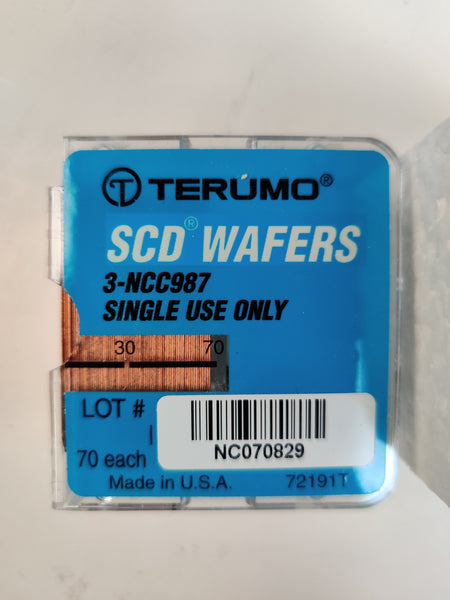 TERUMO®
SCD® WAFERS
3-NCC987
SINGLE USE ONLY
30 70
LOT #
NC070829
70 each
Made in U.S.A. 72191T